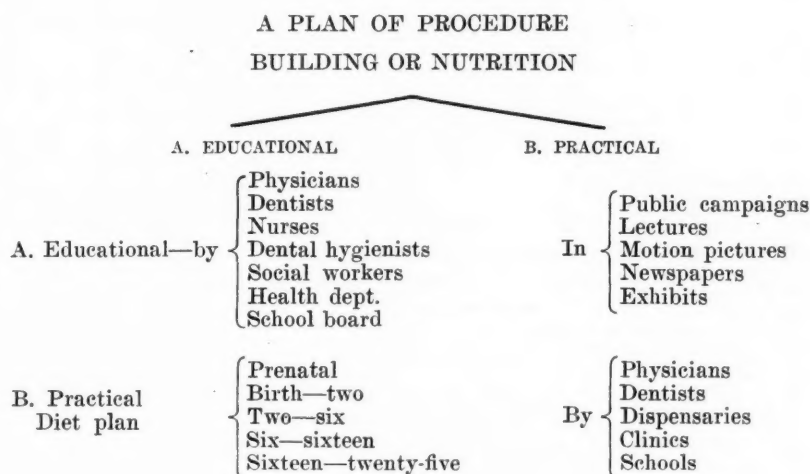 A PLAN OF PROCEDURE
BUILDING OR NUTRITION
A. EDUCATIONAL
B. PRACTICAL
A. Educational—by
Physicians
Dentists
Nurses
Dental hygienists
Social workers
Health dept.
School board
In
Public campaigns
Lectures
Motion pictures
Newspapers
Exhibits
B. Practical
Diet plan
Prenatal
Birth—two
Two—six
Six—sixteen
Sixteen—twenty-five
By
Physicians
Dentists
Dispensaries
Clinics
Schools